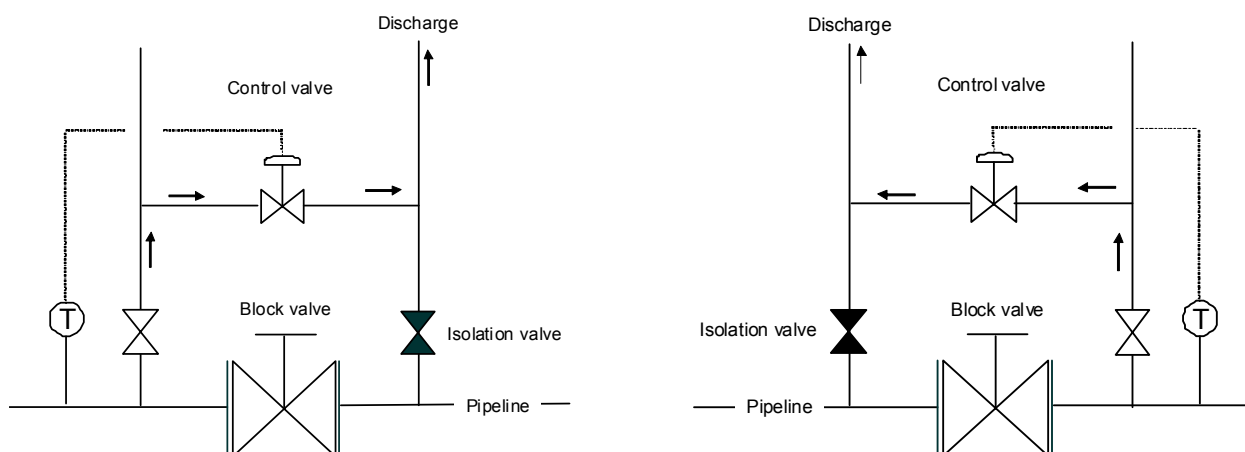 Discharge
Control valve
T
Block valve
Isolation valve
Pipeline
Discharge
Control valve
T
Block valve
Isolation valve
Pipeline